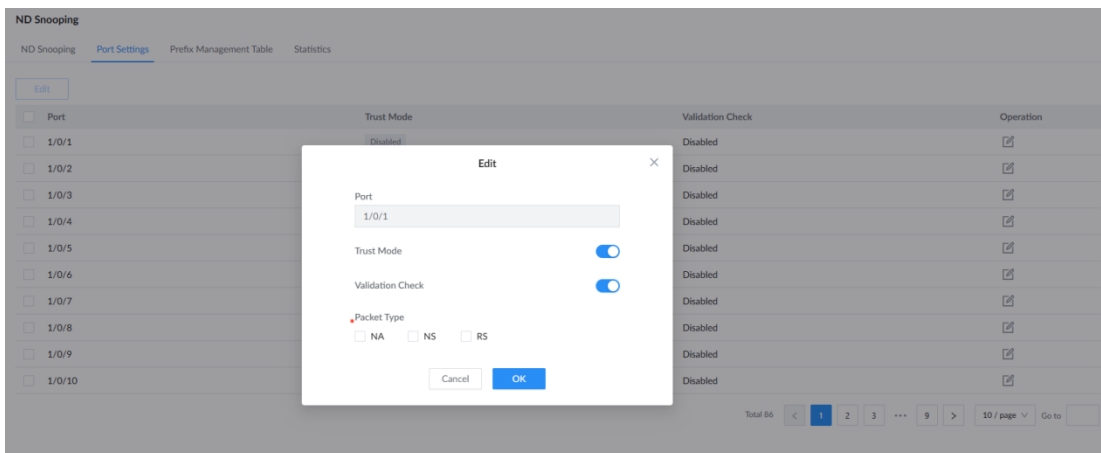 ND Snooping
ND Snooping Port Settings Prefix Management Table Statistics
Edit
Port Trust Mode Validation Check Operation
1/0/1 Disabled Disabled
1/0/2 Disabled
1/0/3 Disabled
1/0/4 Disabled
1/0/5 Disabled
1/0/6 Disabled
1/0/7 Disabled
1/0/8 Disabled
1/0/9 Disabled
1/0/10 Disabled
Edit
Port
1/0/1
Trust Mode
Validation Check
*Packet Type
NA NS RS
Cancel OK
Total 86 < 1 2 3 ••• 9 > 10 / page Go to